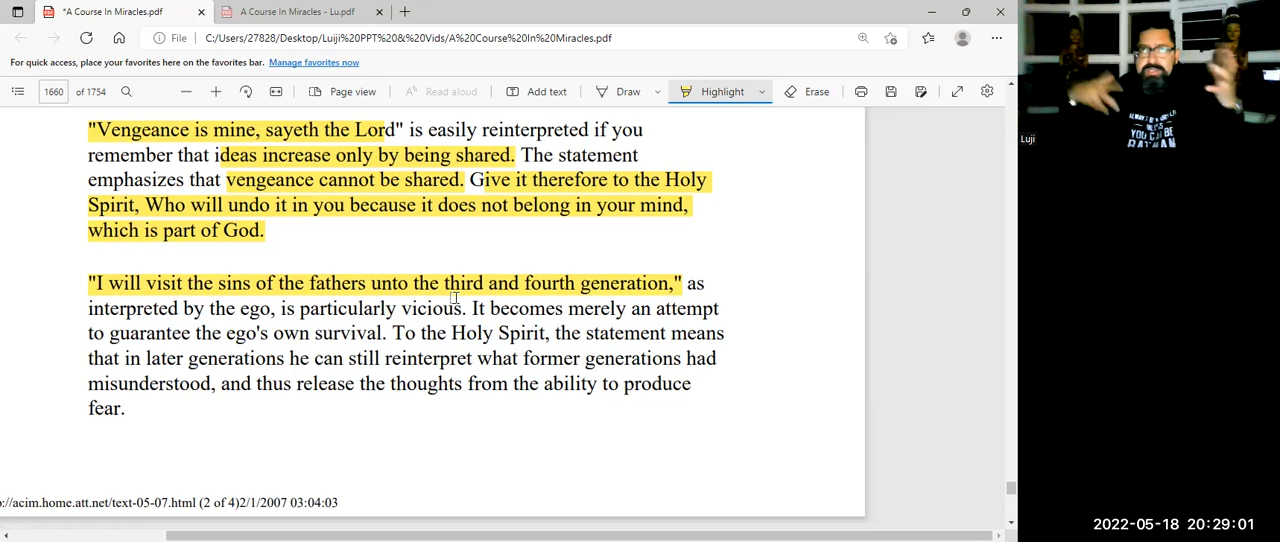 *A Course In Miracles.pdf
A Course In Miracles - Lu.pdf
File
C:/Users/27828/Desktop/Luiji%20PPT%20&%20Vids/A%20Course%20In%20Miracles.pdf
For quick access, place your favorites here on the favorites bar. Manage favorites now
1660 of 1754
Page view
Read aloud
Add text
Draw
Highlight
Erase
"Vengeance is mine, sayeth the Lord" is easily reinterpreted if you
remember that ideas increase only by being shared. The statement
emphasizes that vengeance cannot be shared. Give it therefore to the Holy
Spirit, Who will undo it in you because it does not belong in your mind,
which is part of God.
"I will visit the sins of the fathers unto the third and fourth generation," as
interpreted by the ego, is particularly vicious. It becomes merely an attempt
to guarantee the ego's own survival. To the Holy Spirit, the statement means
that in later generations he can still reinterpret what former generations had
misunderstood, and thus release the thoughts from the ability to produce
fear.
://acim.home.att.net/text-05-07.html (2 of 4)2/1/2007 03:04:03
YOU CAN BE
BATMAN
Luji
2022-05-18 20:29:01